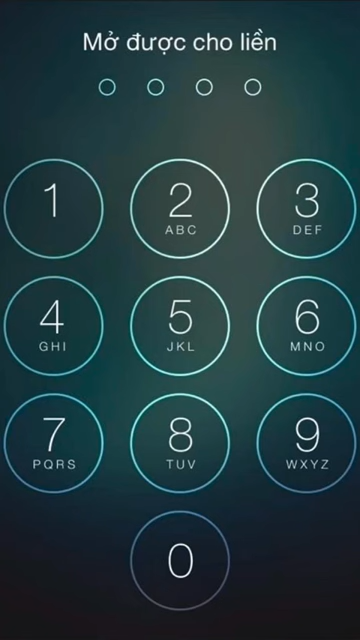 Mở được cho liền
1 2 3
ABC DEF
4 5 6
GHI JKL MNO
7 8 9
PQRS TUV WXYZ
0